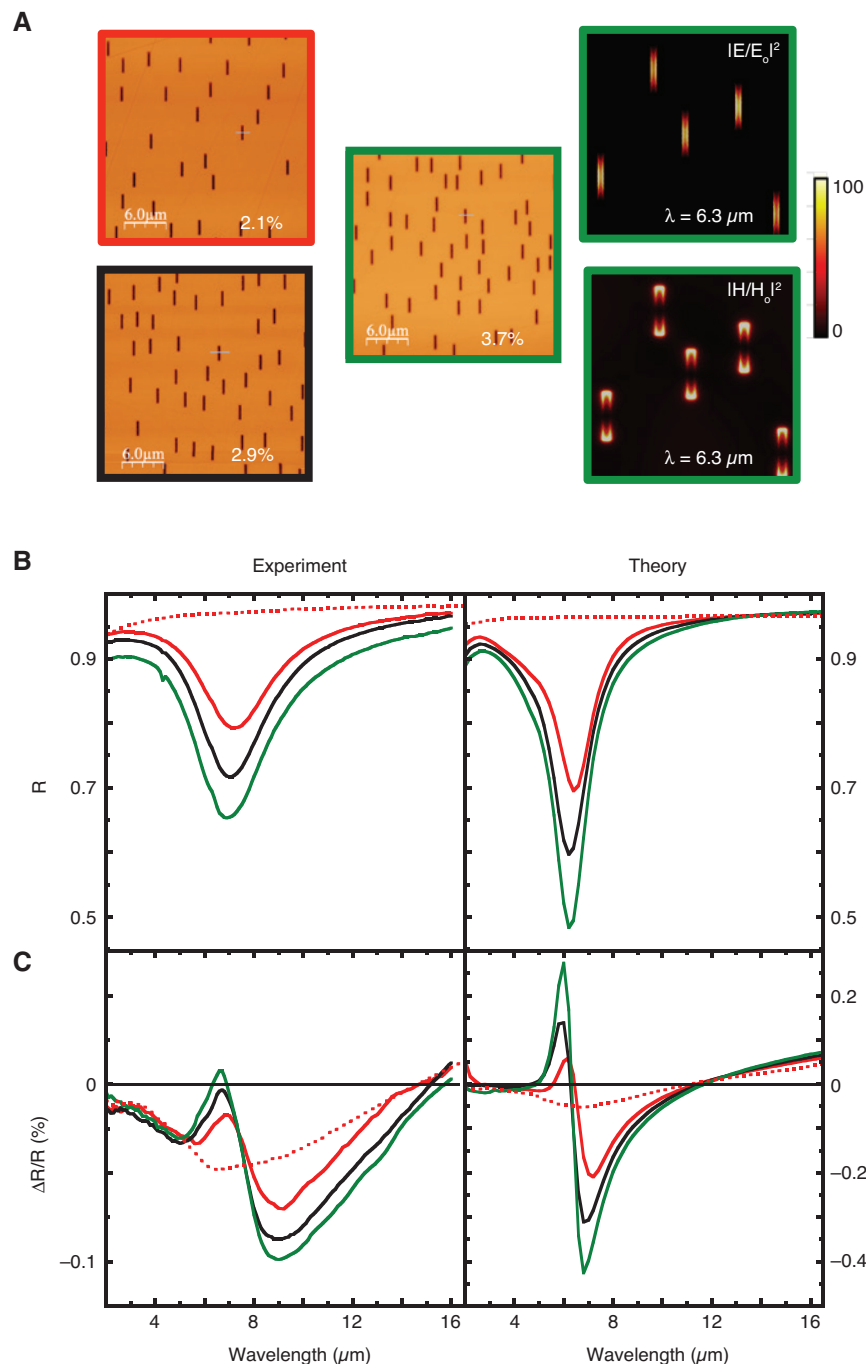 A
6.0µm
2.1%
6.0µm
2.9%
6.0µm
3.7%
|E/Eₒ|²
λ = 6.3 µm
|H/Hₒ|²
λ = 6.3 µm
100
0
B
Experiment
Theory
0.9
0.7
0.5
R
0.9
0.7
0.5
C
0
–0.1
ΔR/R (%)
0.2
0
–0.2
–0.4
4
8
12
16
4
8
12
16
Wavelength (µm)
Wavelength (µm)